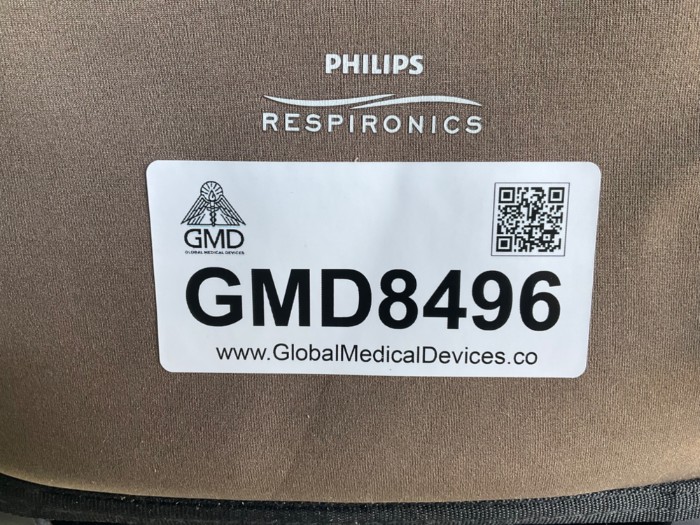 PHILIPS
RESPIRONICS
GMD
GLOBAL MEDICAL DEVICES
GMD8496
www.GlobalMedicalDevices.co